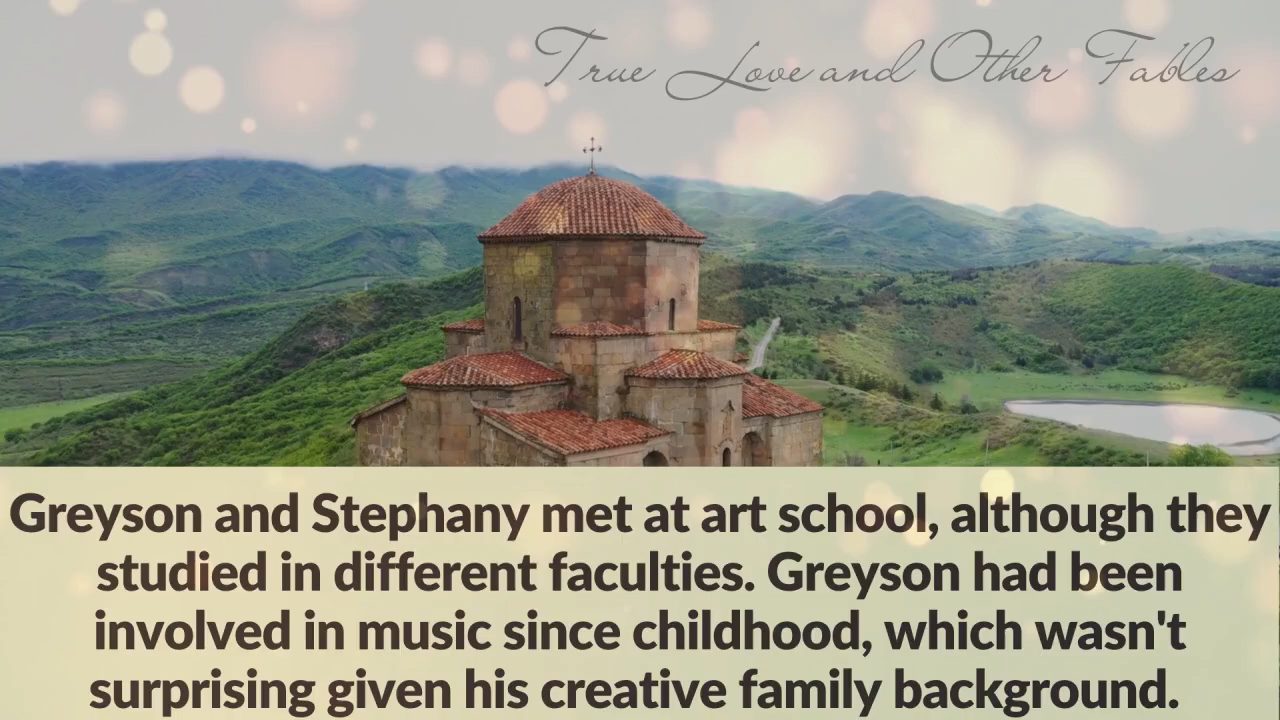 True Love and Other Fables
Greyson and Stephany met at art school, although they
studied in different faculties. Greyson had been
involved in music since childhood, which wasn't
surprising given his creative family background.